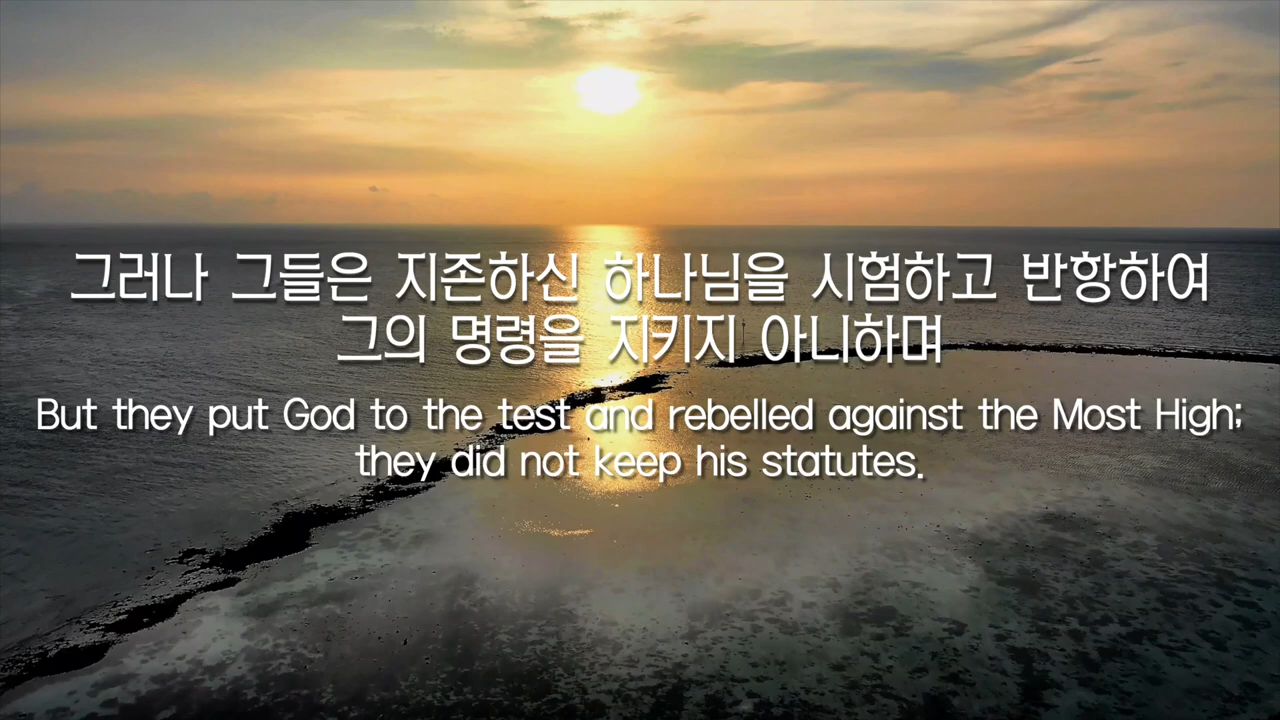 그러나 그들은 지존하신 하나님을 시험하고 반항하여
그의 명령을 지키지 아니하며
But they put God to the test and rebelled against the Most High;
they did not keep his statutes.